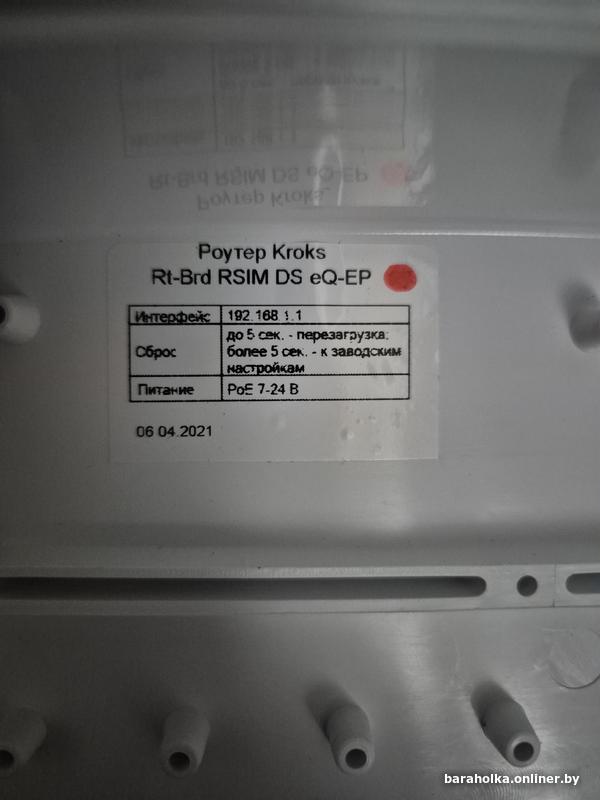 Роутер Kroks
Rt-Brd RSIM DS eQ-EP
Интерфейс 192.168.1.1
Сброс до 5 сек. - перезагрузка;
более 5 сек. - к заводским
настройкам
Питание PoE 7-24 В
06.04.2021
baraholka.onliner.by